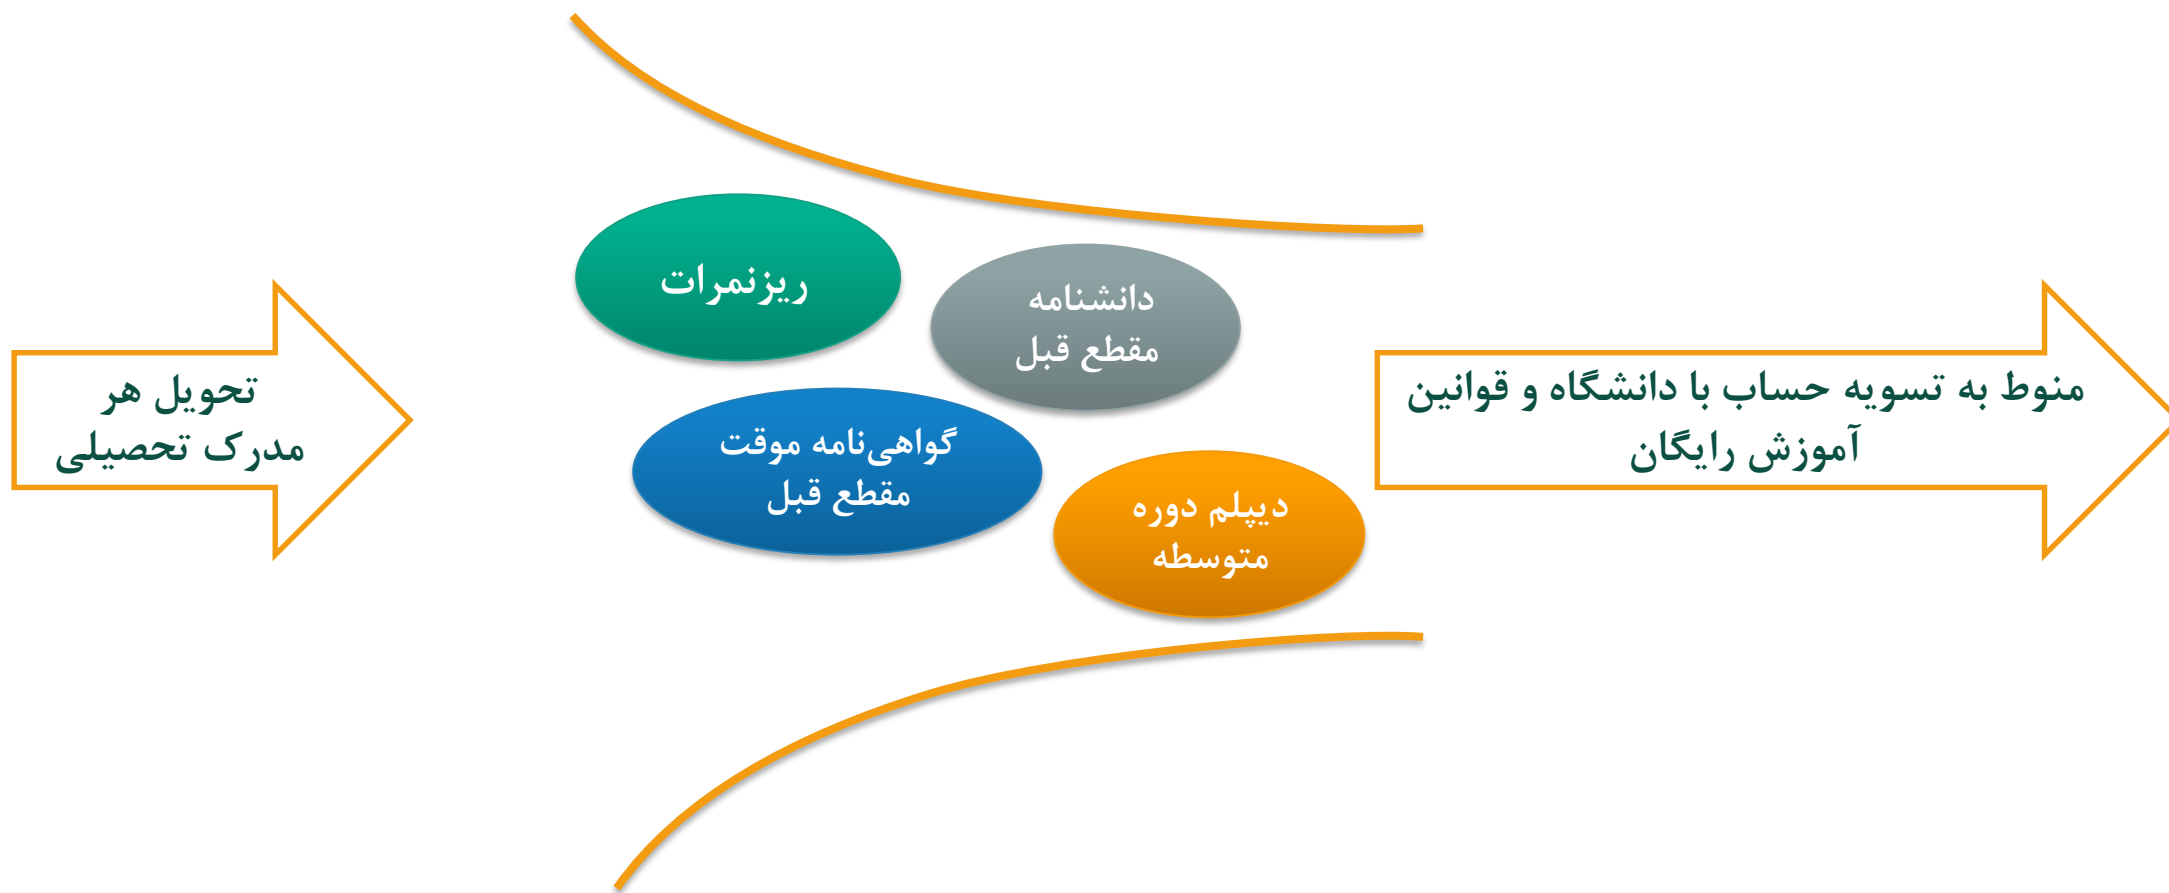 تحویل هر
مدرک تحصیلی
ریزنمرات
دانشنامه
مقطع قبل
گواهی‌نامه موقت
مقطع قبل
دیپلم دوره
متوسطه
منوط به تسویه حساب با دانشگاه و قوانین
آموزش رایگان